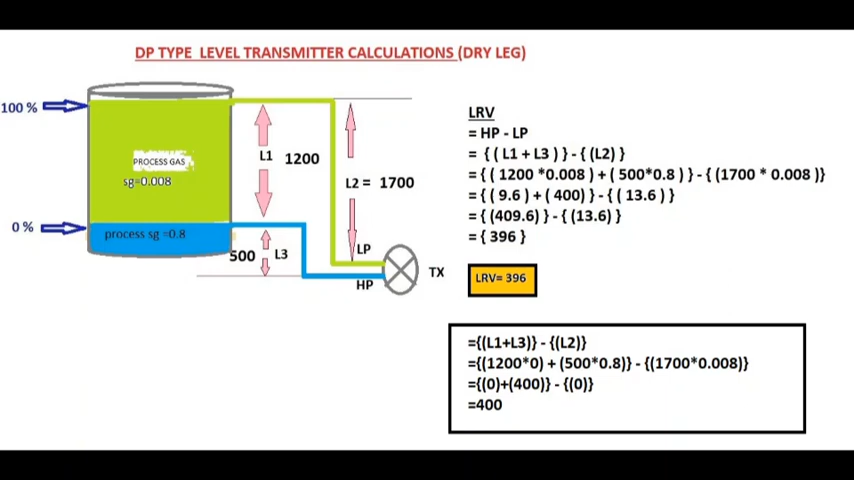 DP TYPE LEVEL TRANSMITTER CALCULATIONS (DRY LEG)
100 %
PROCESS GAS
sg=0.008
0 %
process sg =0.8
L1 1200
L2 = 1700
500 L3
LP
HP
TX
LRV
= HP - LP
= { ( L1 + L3 ) } - { (L2) }
= { ( 1200 *0.008 ) + ( 500*0.8 ) } - { (1700 * 0.008 )}
= { ( 9.6 ) + ( 400) } - { ( 13.6 ) }
= { (409.6) } - { (13.6) }
= { 396 }
LRV= 396
={(L1+L3)} - {(L2)}
={(1200*0) + (500*0.8)} - {(1700*0.008)}
={(0)+(400)} - {(0)}
=400